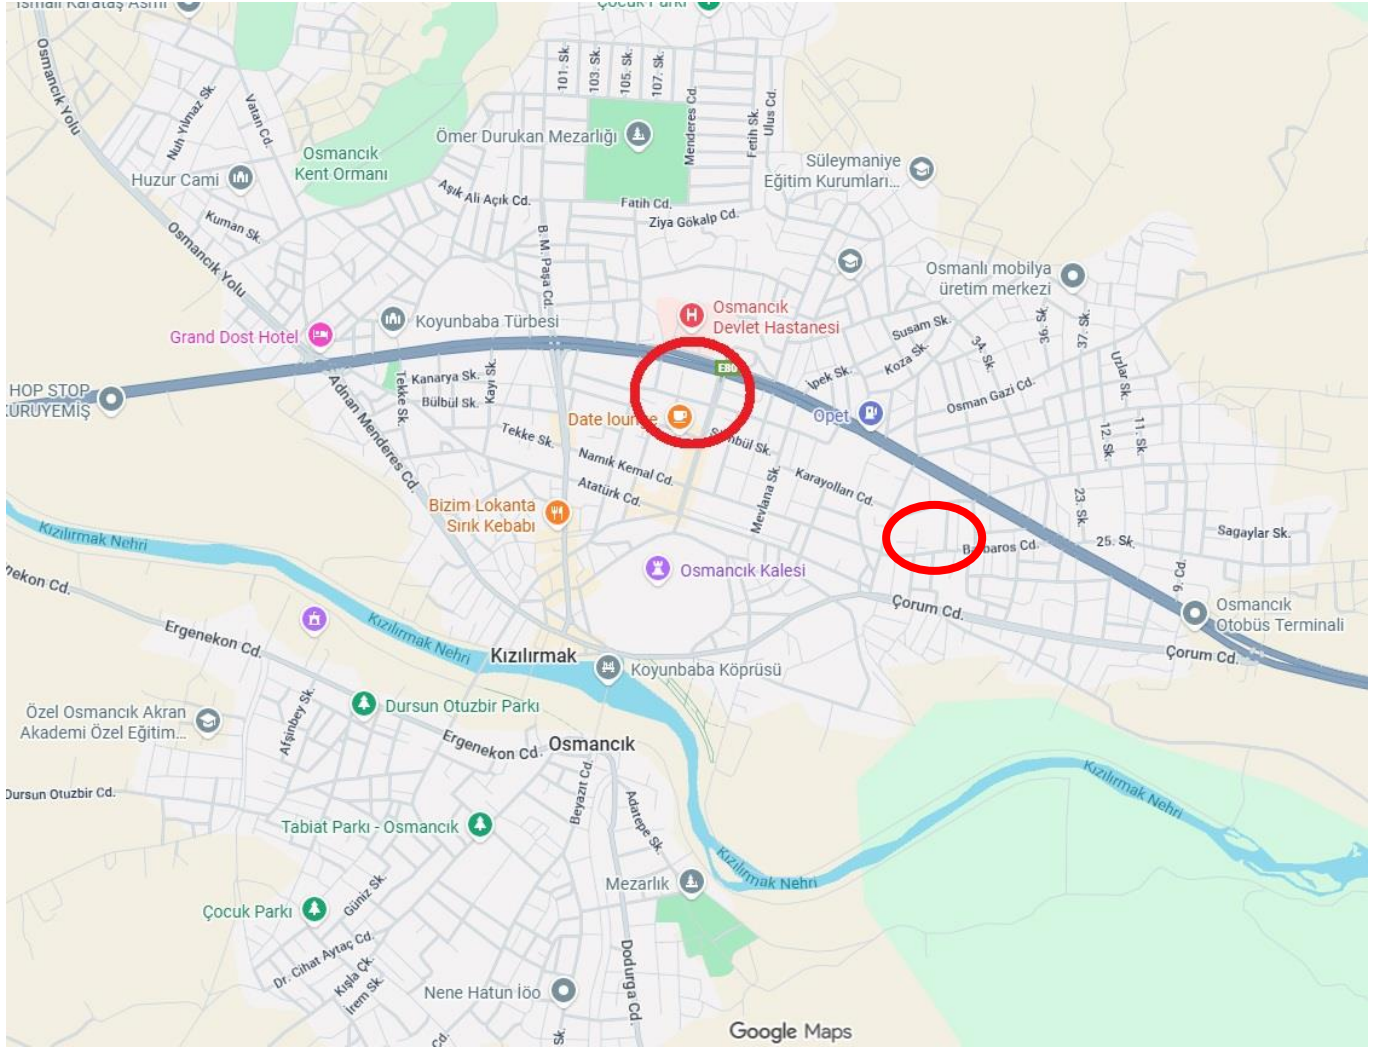 İsmail Karataş Asmi
Çocuk Parkı
Osmancık Yolu
Nuh Yılmaz Sk.
Vatan Cd.
101. Sk.
103. Sk.
105. Sk.
107. Sk.
Menderes Cd.
Fetih Sk.
Ulus Cd.
Ömer Durukan Mezarlığı
Osmancık
Kent Ormanı
Huzur Cami
Süleymaniye
Eğitim Kurumları...
Aşık Ali Açık Cd.
Fatih Cd.
Ziya Gökalp Cd.
Kuman Sk.
Osmancık Yolu
B. M. Paşa Cd.
Osmanlı mobilya
üretim merkezi
Koyunbaba Türbesi
Osmancık
Devlet Hastanesi
Grand Dost Hotel
Susam Sk.
Koza Sk.
34. Sk.
36. Sk.
37. Sk.
Uzlar Sk.
E80
İpek Sk.
HOP STOP
KURUYEMİŞ
Tekke Sk.
Kanarya Sk.
Bülbül Sk.
Kayı Sk.
Adnan Menderes Cd.
Date lounge
Opet
Osman Gazi Cd.
12. Sk.
11. Sk.
Tekke Sk.
Sümbül Sk.
Namık Kemal Cd.
Atatürk Cd.
Karayolları Cd.
Mevlana Sk.
23. Sk.
Bizim Lokanta
Sırık Kebabı
Kızılırmak Nehri
Barbaros Cd.
25. Sk.
Sagaylar Sk.
Osmancık Kalesi
9. Cd.
nekon Cd.
Çorum Cd.
Osmancık
Otobüs Terminali
Ergenekon Cd.
Kızılırmak Nehri
Kızılırmak
Koyunbaba Köprüsü
Çorum Cd.
Özel Osmancık Akran
Akademi Özel Eğitim...
Afşinbey Sk.
Dursun Otuzbir Parkı
Ergenekon Cd.
Osmancık
Dursun Otuzbir Cd.
Beyazıt Cd.
Adatepe Sk.
Kızılırmak Nehri
Tabiat Parkı - Osmancık
Kızılırmak Nehri
Mezarlık
Çocuk Parkı
Güniz Sk.
Dr. Cihat Aytaç Cd.
Kışla Çk.
İrem Sk.
Dodurga Cd.
Nene Hatun İöo
Cd.
Sk.
Google Maps